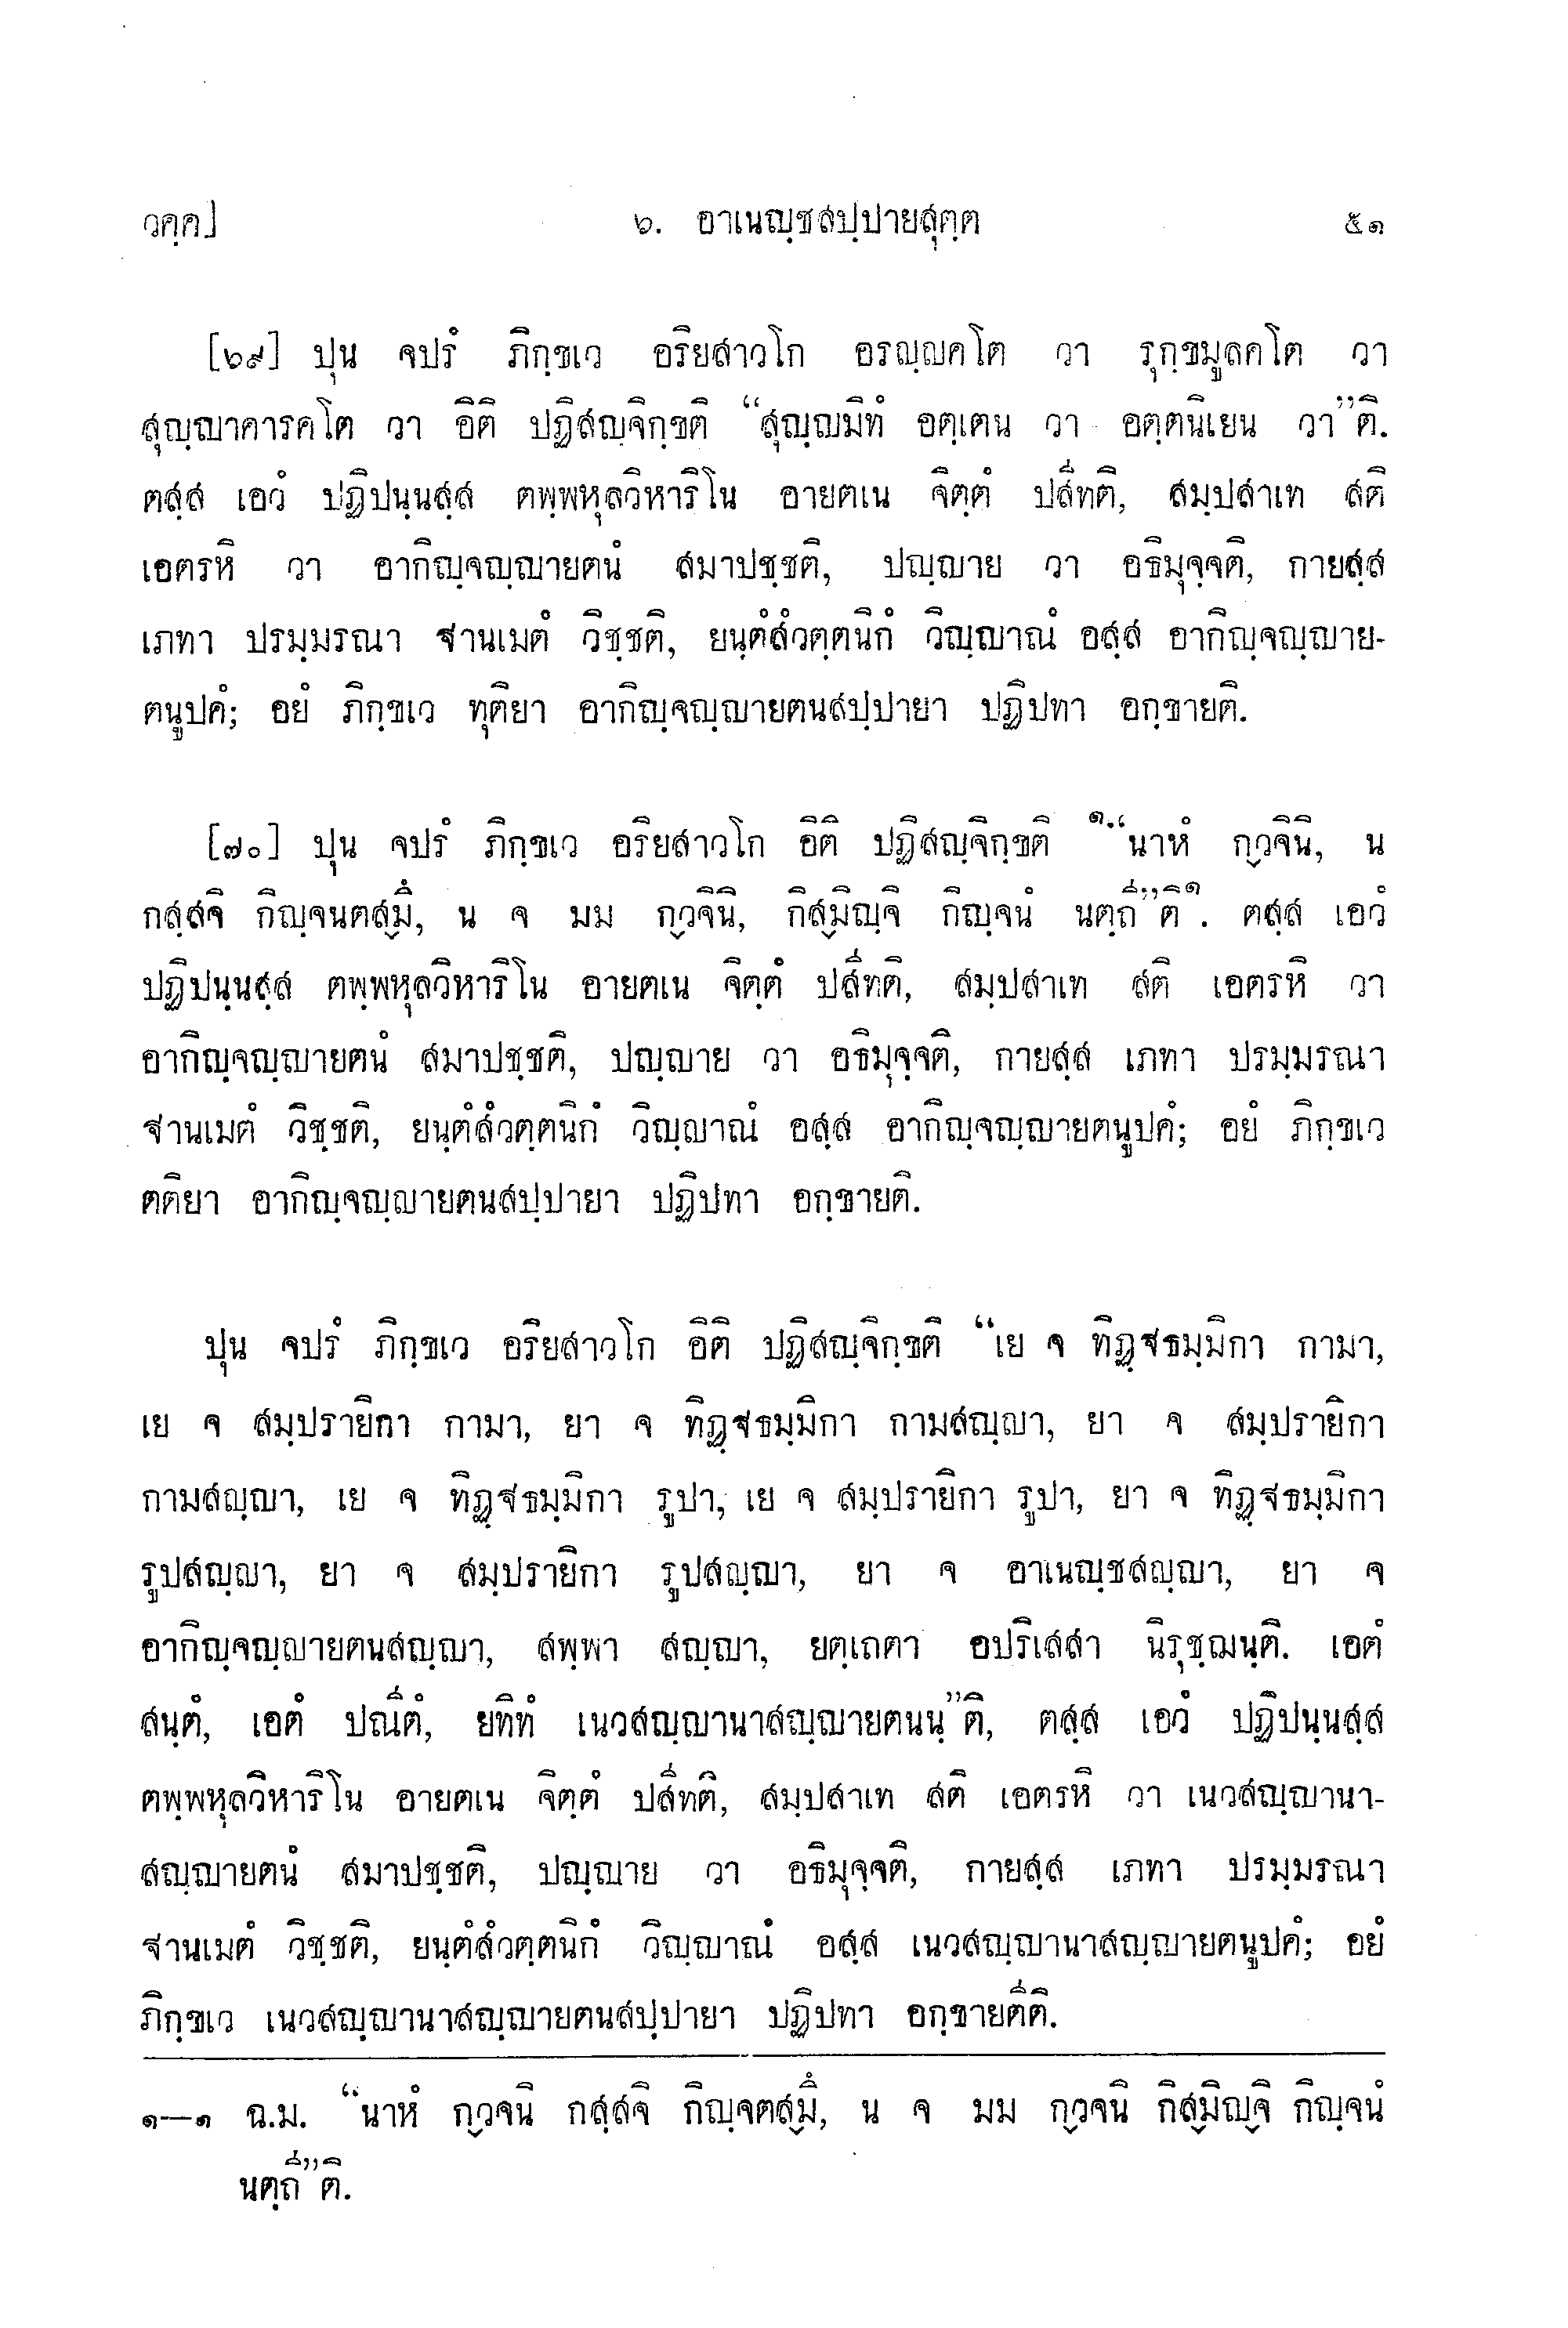 วคฺค] ๖. อาเนญฺชสปฺปายสุตฺต ๕๑
[๖๙] ปุน จปรํ ภิกฺขเว อริยสาวโก อรญฺญคโต วา รุกฺขมูลคโต วา
สุญฺญาคารคโต วา อิติ ปฏิสญฺจิกฺขติ “สุญฺญมิทํ อตฺเตน วา อตฺตนิเยน วา”ติ.
ตสฺส เอวํ ปฏิปนฺนสฺส ตพฺพหุลวิหาริโน อายตเน จิตฺตํ ปสีทติ, สมฺปสาเท สติ
เอตรหิ วา อากิญฺจญฺญายตนํ สมาปชฺชติ, ปญฺญาย วา อธิมุจฺจติ, กายสฺส
เภทา ปรมฺมรณา ฐานเมตํ วิชฺชติ, ยนฺตํสํวตฺตนิกํ วิญฺญาณํ อสฺส อากิญฺจญฺญาย-
ตนูปคํ; อยํ ภิกฺขเว ทุติยา อากิญฺจญฺญายตนสปฺปายา ปฏิปทา อกฺขายติ.
[๗๐] ปุน จปรํ ภิกฺขเว อริยสาวโก อิติ ปฏิสญฺจิกฺขติ ๑“นาหํ กฺวจินิ, น
กสฺสจิ กิญฺจนตสฺมึ, น จ มม กฺวจินิ, กิสฺมิญฺจิ กิญฺจนํ นตฺถี”ติ๑. ตสฺส เอวํ
ปฏิปนฺนสฺส ตพฺพหุลวิหาริโน อายตเน จิตฺตํ ปสีทติ, สมฺปสาเท สติ เอตรหิ วา
อากิญฺจญฺญายตนํ สมาปชฺชติ, ปญฺญาย วา อธิมุจฺจติ, กายสฺส เภทา ปรมฺมรณา
ฐานเมตํ วิชฺชติ, ยนฺตํสํวตฺตนิกํ วิญฺญาณํ อสฺส อากิญฺจญฺญายตนูปคํ; อยํ ภิกฺขเว
ตติยา อากิญฺจญฺญายตนสปฺปายา ปฏิปทา อกฺขายติ.
ปุน จปรํ ภิกฺขเว อริยสาวโก อิติ ปฏิสญฺจิกฺขติ “เย จ ทิฏฺฐธมฺมิกา กามา,
เย จ สมฺปรายิกา กามา, ยา จ ทิฏฺฐธมฺมิกา กามสญฺญา, ยา จ สมฺปรายิกา
กามสญฺญา, เย จ ทิฏฺฐธมฺมิกา รูปา, เย จ สมฺปรายิกา รูปา, ยา จ ทิฏฺฐธมฺมิกา
รูปสญฺญา, ยา จ สมฺปรายิกา รูปสญฺญา, ยา จ อาเนญฺชสญฺญา, ยา จ
อากิญฺจญฺญายตนสญฺญา, สพฺพา สญฺญา, ยตฺเถตา อปริเสสา นิรุชฺฌนฺติ. เอตํ
สนฺตํ, เอตํ ปณีตํ, ยทิทํ เนวสญฺญานาสญฺญายตนนฺ”ติ, ตสฺส เอวํ ปฏิปนฺนสฺส
ตพฺพหุลวิหาริโน อายตเน จิตฺตํ ปสีทติ, สมฺปสาเท สติ เอตรหิ วา เนวสญฺญานา-
สญฺญายตนํ สมาปชฺชติ, ปญฺญาย วา อธิมุจฺจติ, กายสฺส เภทา ปรมฺมรณา
ฐานเมตํ วิชฺชติ, ยนฺตํสํวตฺตนิกํ วิญฺญาณํ อสฺส เนวสญฺญานาสญฺญายตนูปคํ; อยํ
ภิกฺขเว เนวสญฺญานาสญฺญายตนสปฺปายา ปฏิปทา อกฺขายตีติ.
๑—๑ ฉ.ม. “นาหํ กฺวจนิ กสฺสจิ กิญฺจตสฺมึ, น จ มม กฺวจนิ กิสฺมิญฺจิ กิญฺจนํ
นตฺถี”ติ.